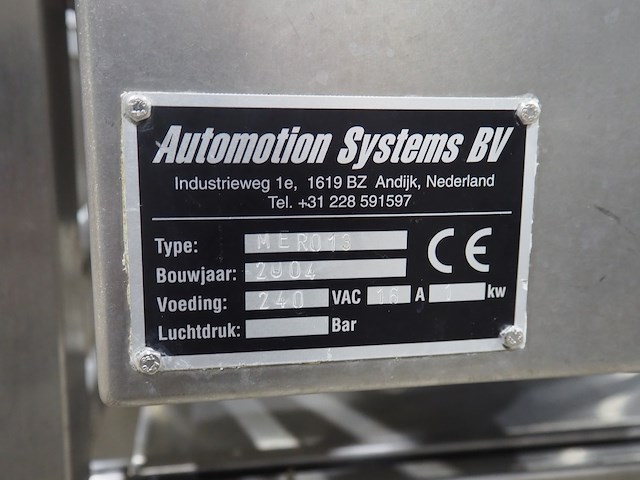 Automotion Systems BV
Industrieweg 1e, 1619 BZ Andijk, Nederland
Tel. +31 228 591597
Type: MER013
Bouwjaar: 2004
Voeding: 240 VAC 16 A kw
Luchtdruk: Bar
CE